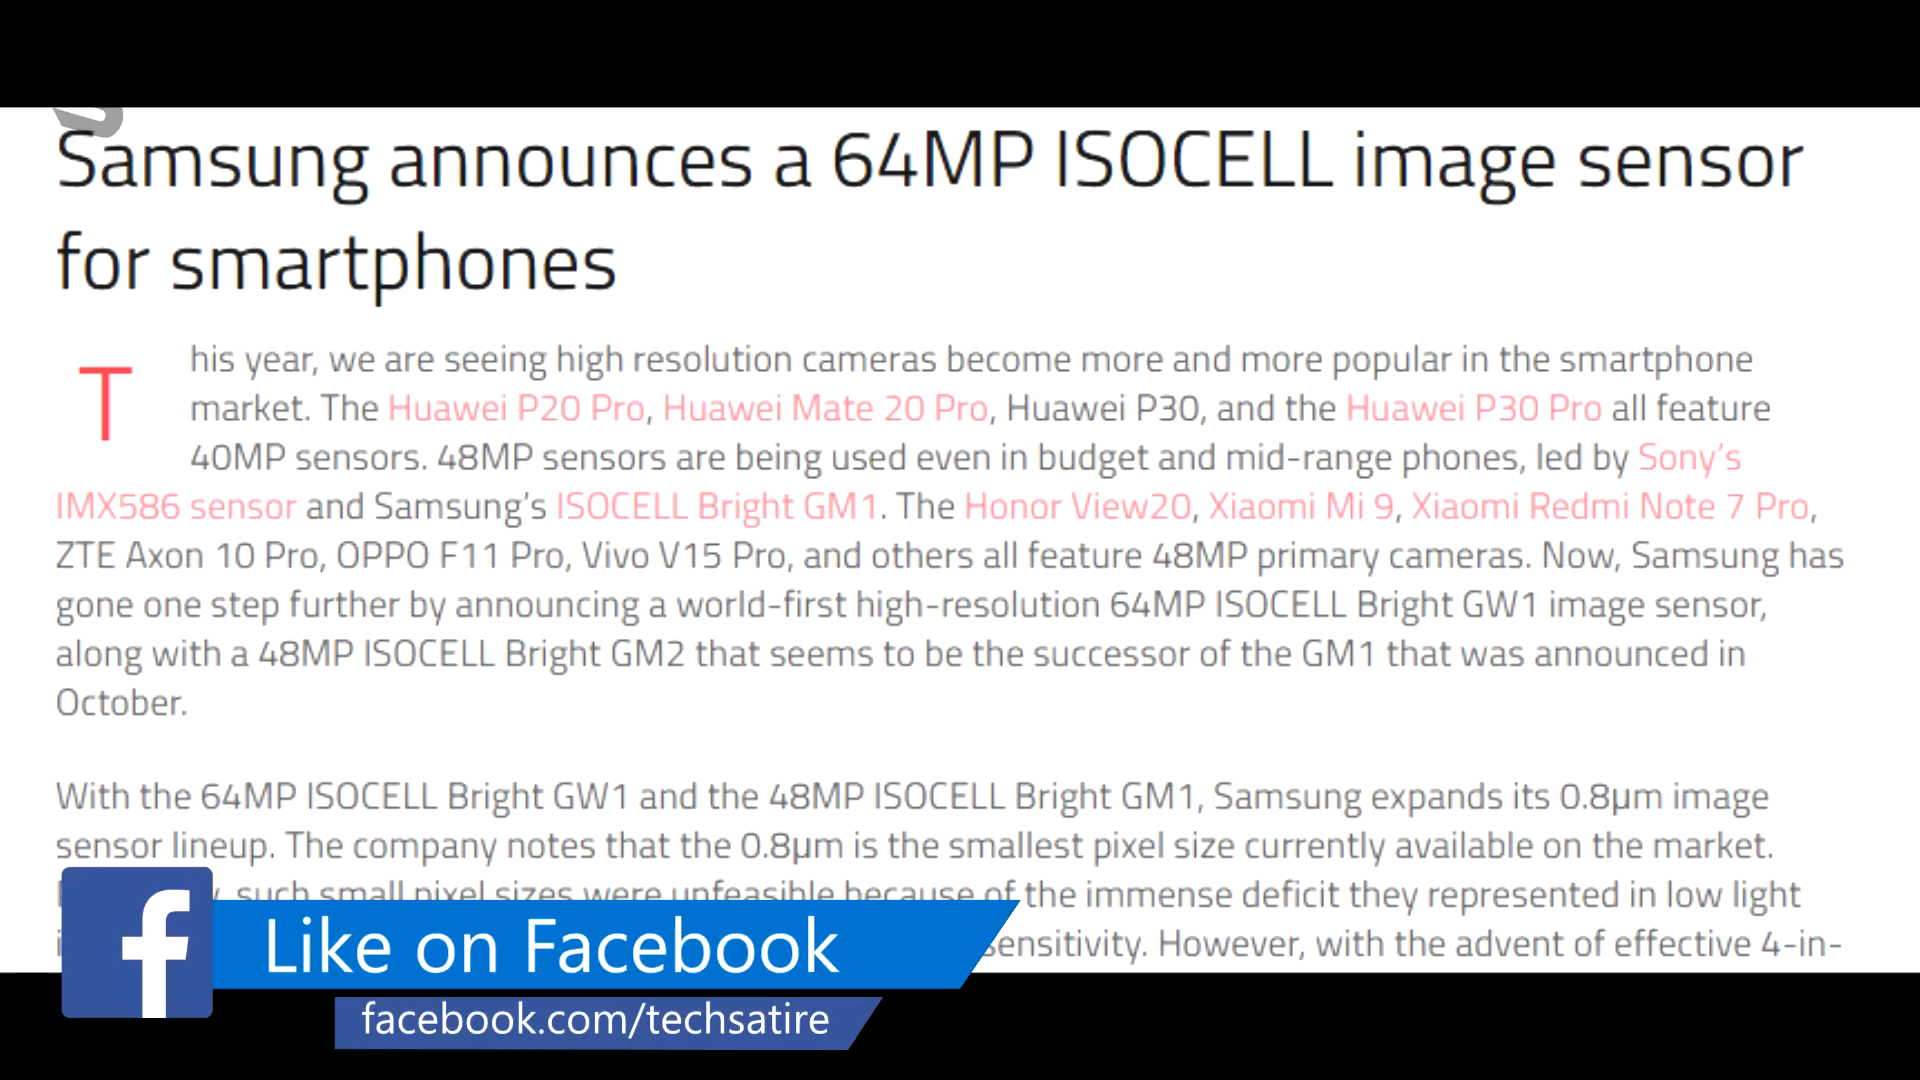 Samsung announces a 64MP ISOCELL image sensor
for smartphones
This year, we are seeing high resolution cameras become more and more popular in the smartphone
market. The Huawei P20 Pro, Huawei Mate 20 Pro, Huawei P30, and the Huawei P30 Pro all feature
40MP sensors. 48MP sensors are being used even in budget and mid-range phones, led by Sony’s
IMX586 sensor and Samsung’s ISOCELL Bright GM1. The Honor View20, Xiaomi Mi 9, Xiaomi Redmi Note 7 Pro,
ZTE Axon 10 Pro, OPPO F11 Pro, Vivo V15 Pro, and others all feature 48MP primary cameras. Now, Samsung has
gone one step further by announcing a world-first high-resolution 64MP ISOCELL Bright GW1 image sensor,
along with a 48MP ISOCELL Bright GM2 that seems to be the successor of the GM1 that was announced in
October.
With the 64MP ISOCELL Bright GW1 and the 48MP ISOCELL Bright GM1, Samsung expands its 0.8µm image
sensor lineup. The company notes that the 0.8µm is the smallest pixel size currently available on the market.
such small pixel sizes were unfeasible because of the immense deficit they represented in low light
sensitivity. However, with the advent of effective 4-in-
Like on Facebook
facebook.com/techsatire